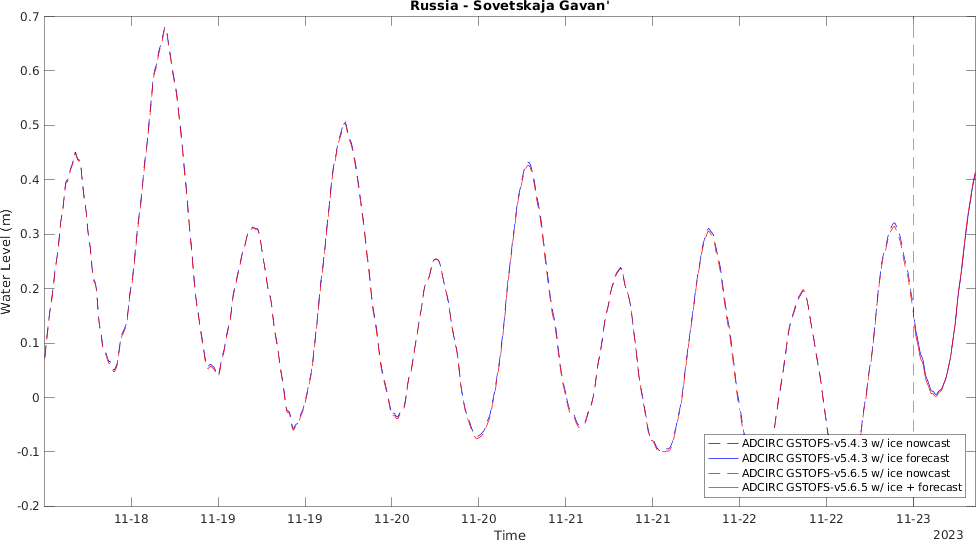 Russia - Sovetskaja Gavan'
0.7
0.6
0.5
0.4
0.3
0.2
0.1
0
-0.1
-0.2
Water Level (m)
ADCIRC GSTOFS-v5.4.3 w/ ice nowcast
ADCIRC GSTOFS-v5.4.3 w/ ice forecast
ADCIRC GSTOFS-v5.6.5 w/ ice nowcast
ADCIRC GSTOFS-v5.6.5 w/ ice + forecast
11-18 11-19 11-19 11-20 11-20 11-21 11-21 11-22 11-22 11-23
Time
2023